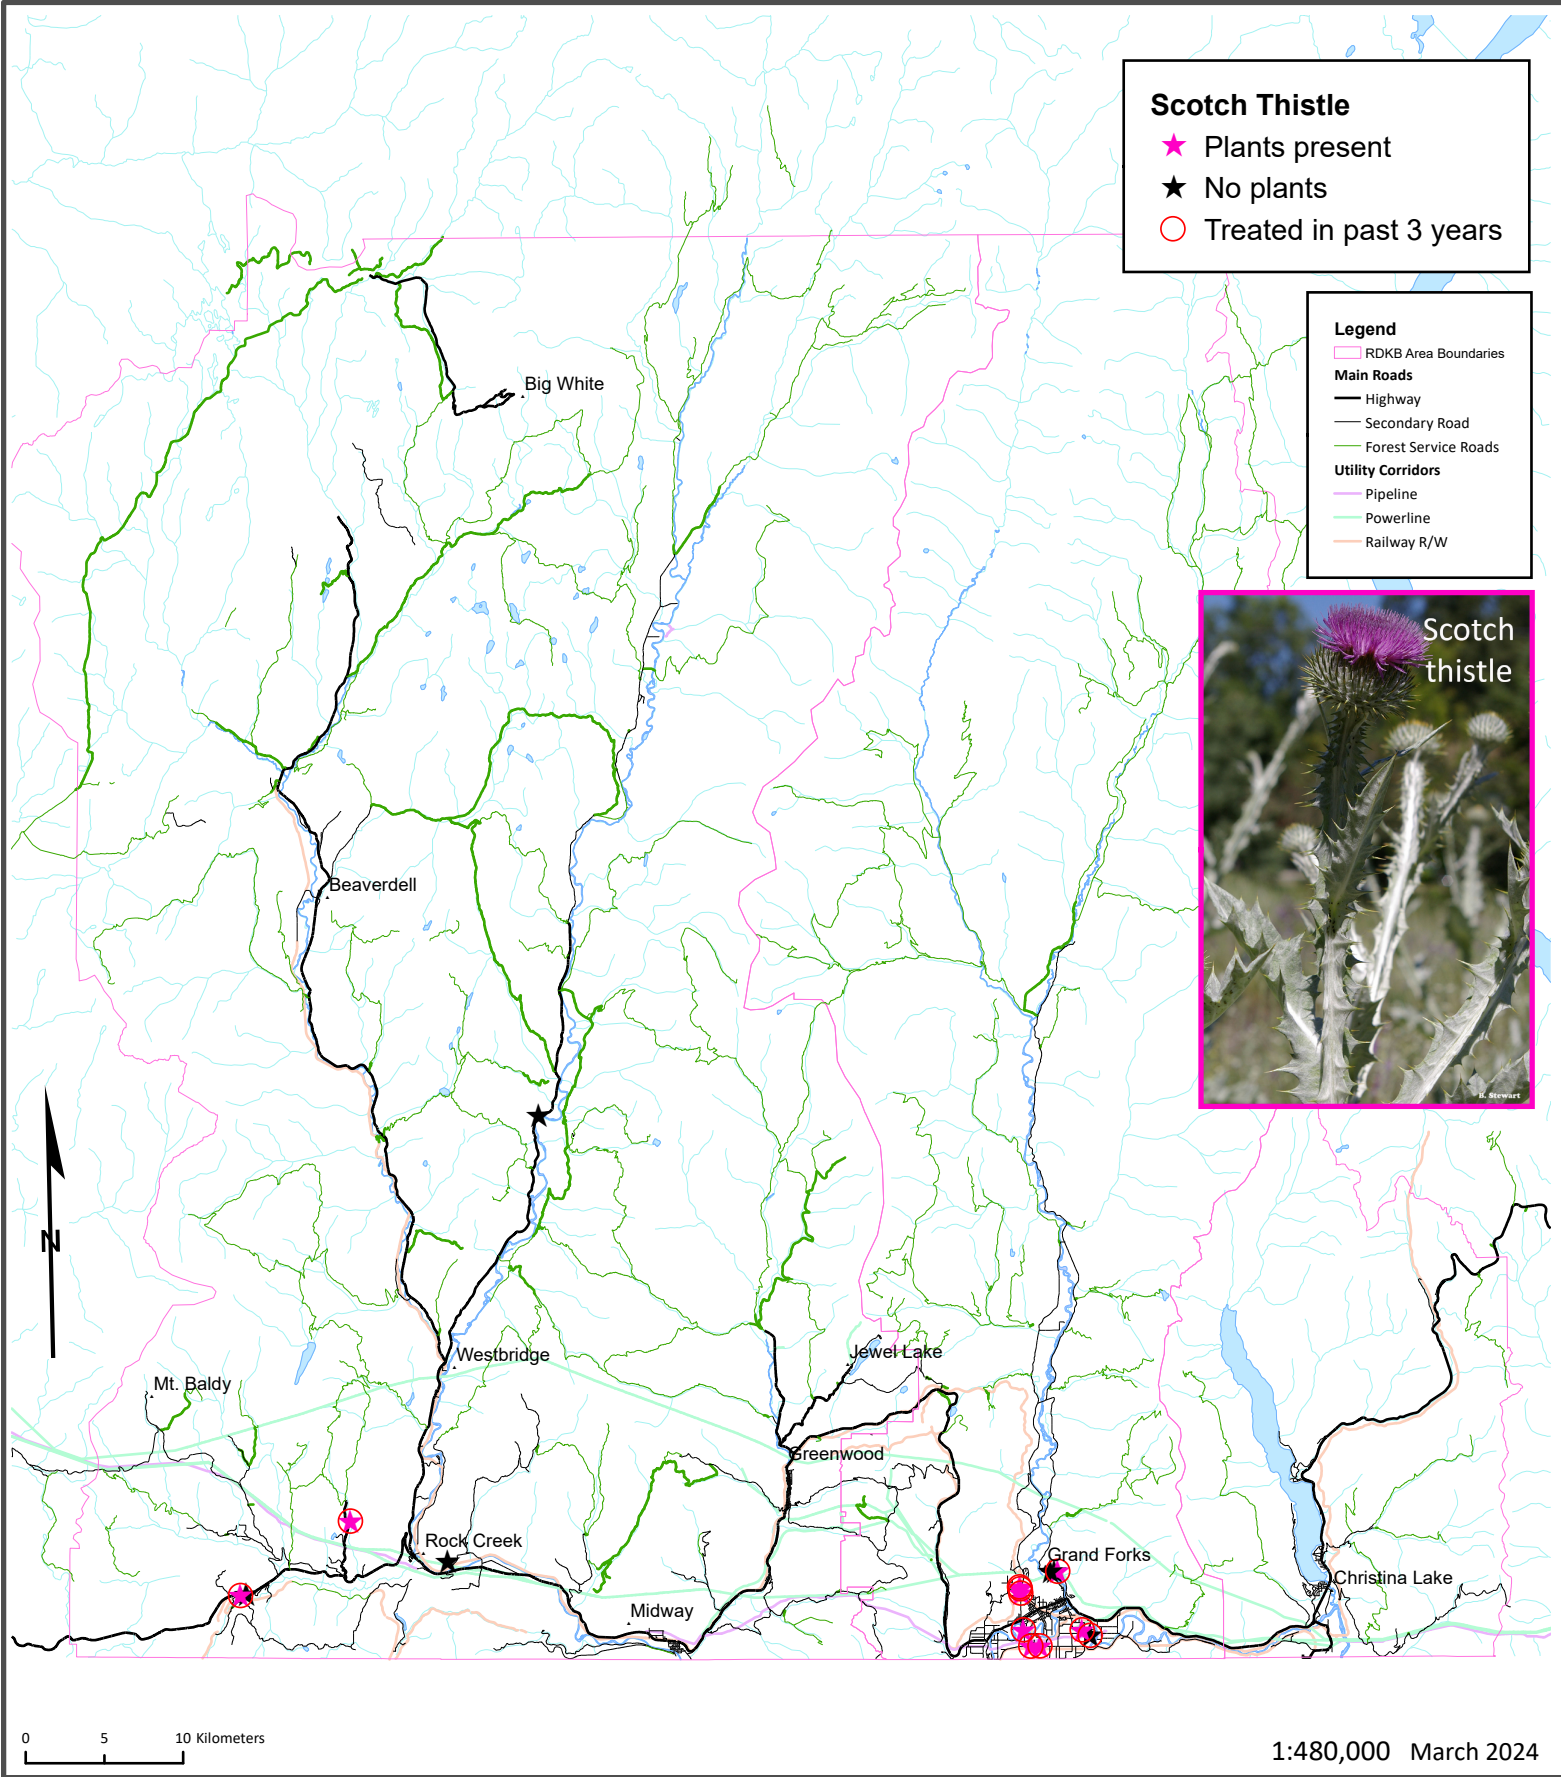 Scotch Thistle
Plants present
No plants
Treated in past 3 years
Legend
RDKB Area Boundaries
Main Roads
Highway
Secondary Road
Forest Service Roads
Utility Corridors
Pipeline
Powerline
Railway R/W
Scotch
thistle
B. Stewart
Big White
Beaverdell
N
Westbridge
Jewel Lake
Mt. Baldy
Greenwood
Rock Creek
Grand Forks
Christina Lake
Midway
0 5 10 Kilometers
1:480,000 March 2024